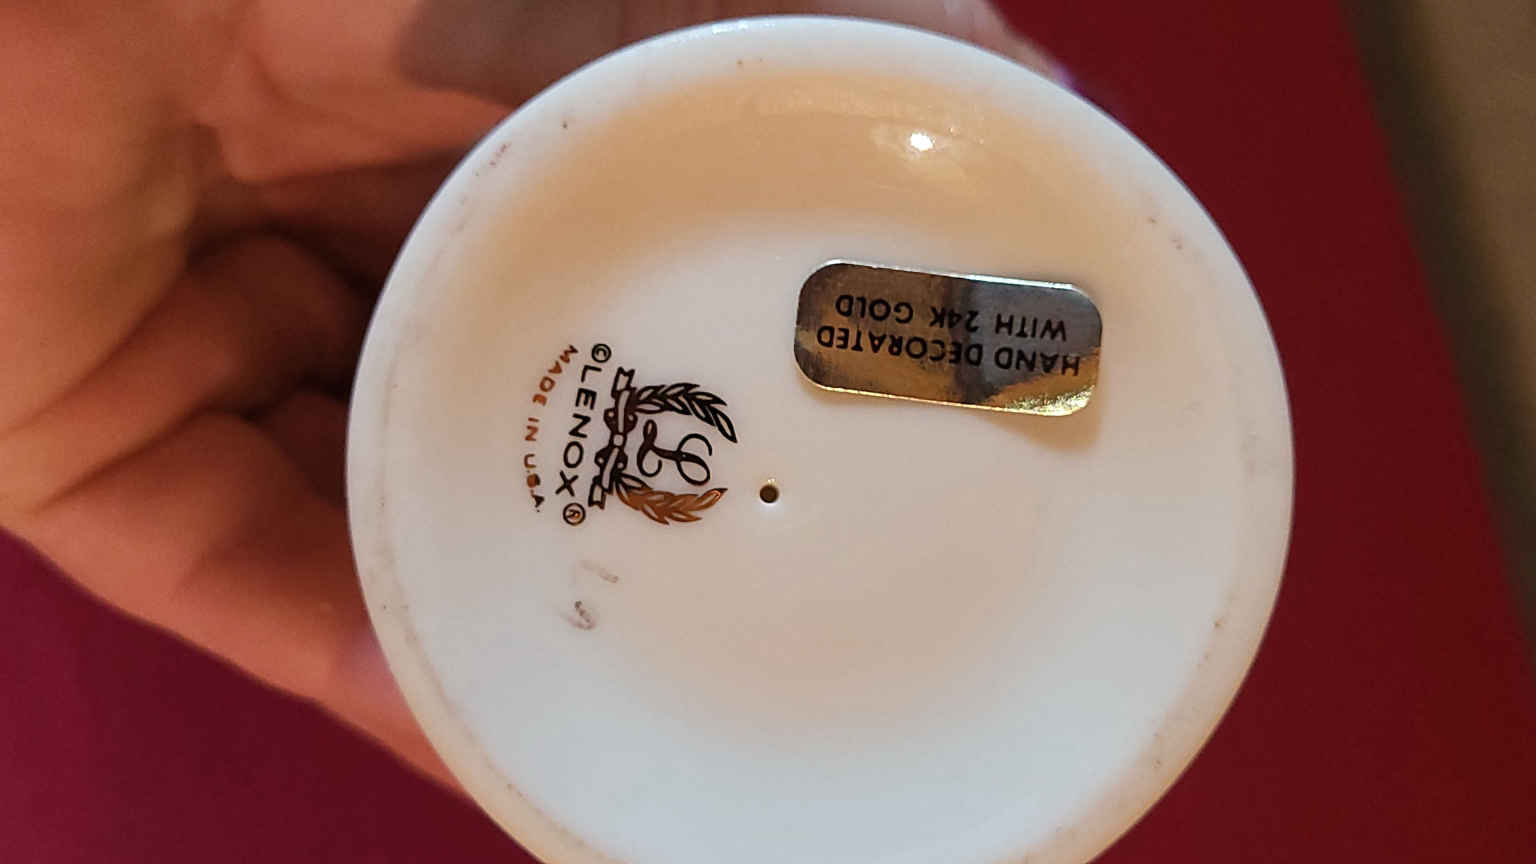 HAND DECORATED
WITH 24K GOLD
L
©LENOX®
MADE IN U.S.A.